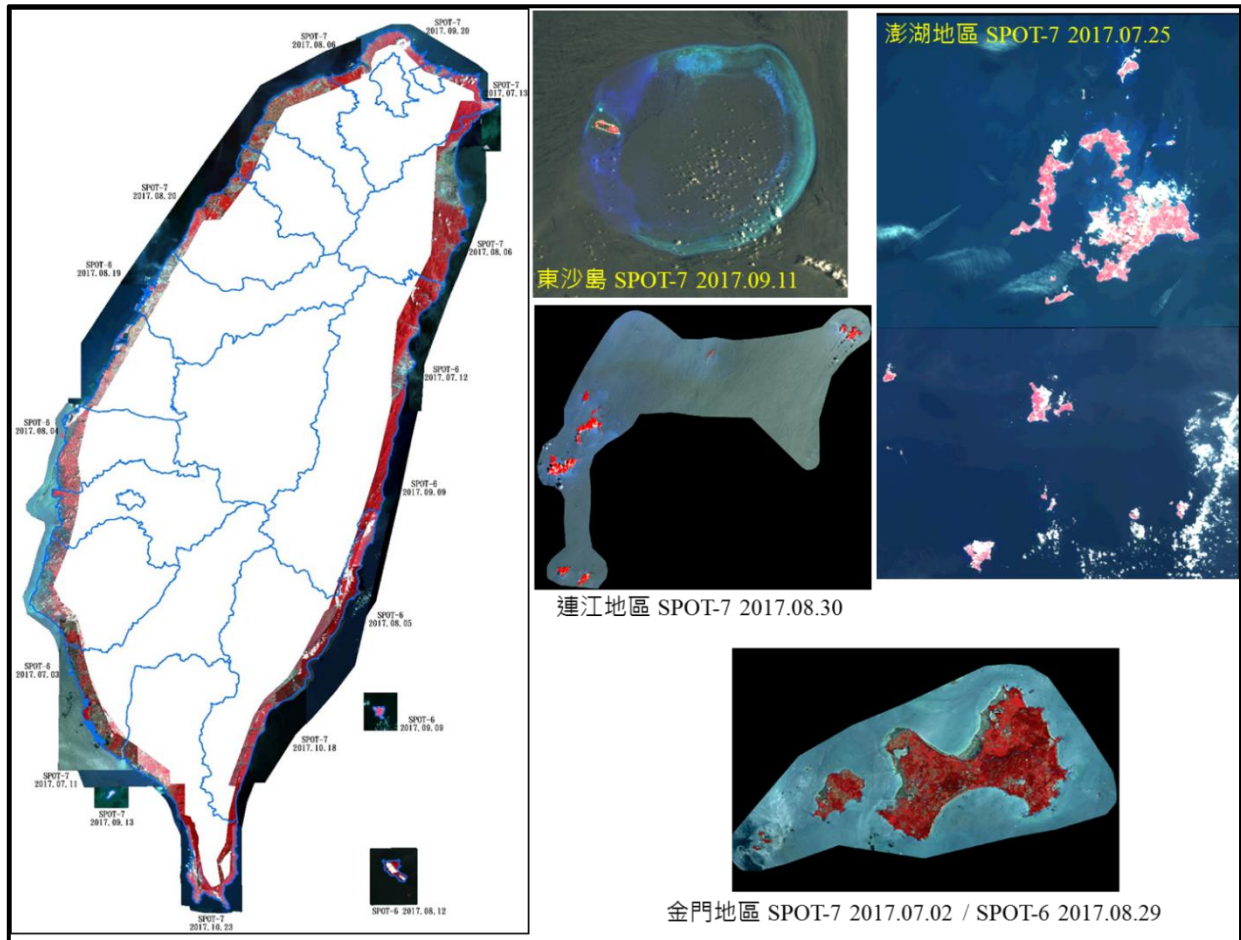 SPOT-7
2017.09.20
SPOT-7
2017.08.06
SPOT-7
2017.07.13
SPOT-7
2017.08.20
SPOT-7
2017.08.06
SPOT-6
2017.08.19
SPOT-6
2017.07.12
SPOT-6
2017.08.04
SPOT-6
2017.09.09
SPOT-6
2017.08.05
SPOT-6
2017.07.03
SPOT-6
2017.09.09
SPOT-7
2017.10.18
SPOT-7
2017.07.11
SPOT-7
2017.09.13
SPOT-6 2017.08.12
SPOT-7
2017.10.23
東沙島 SPOT-7 2017.09.11
澎湖地區 SPOT-7 2017.07.25
連江地區 SPOT-7 2017.08.30
金門地區 SPOT-7 2017.07.02 / SPOT-6 2017.08.29